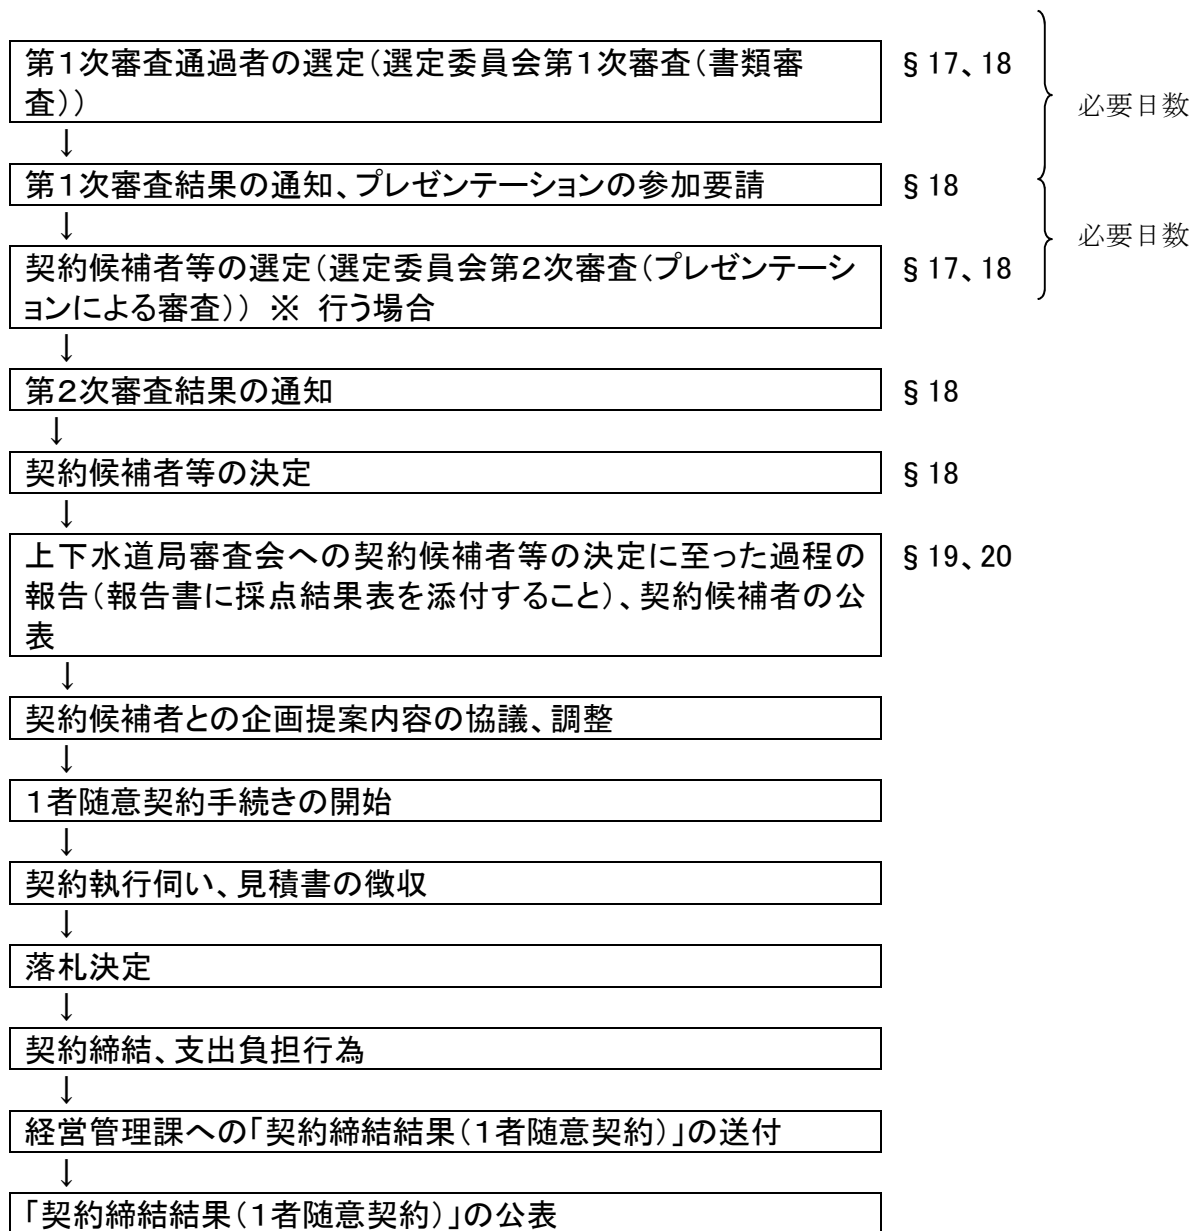 第1次審査通過者の選定(選定委員会第1次審査(書類審 §17、18
査))
必要日数
↓
第1次審査結果の通知、プレゼンテーションの参加要請 §18
↓
必要日数
契約候補者等の選定(選定委員会第2次審査(プレゼンテーシ §17、18
ョンによる審査)) ※ 行う場合
↓
第2次審査結果の通知 §18
↓
契約候補者等の決定 §18
↓
上下水道局審査会への契約候補者等の決定に至った過程の §19、20
報告(報告書に採点結果表を添付すること)、契約候補者の公
表
↓
契約候補者との企画提案内容の協議、調整
↓
1者随意契約手続きの開始
↓
契約執行伺い、見積書の徴収
↓
落札決定
↓
契約締結、支出負担行為
↓
経営管理課への「契約締結結果(1者随意契約)」の送付
↓
「契約締結結果(1者随意契約)」の公表